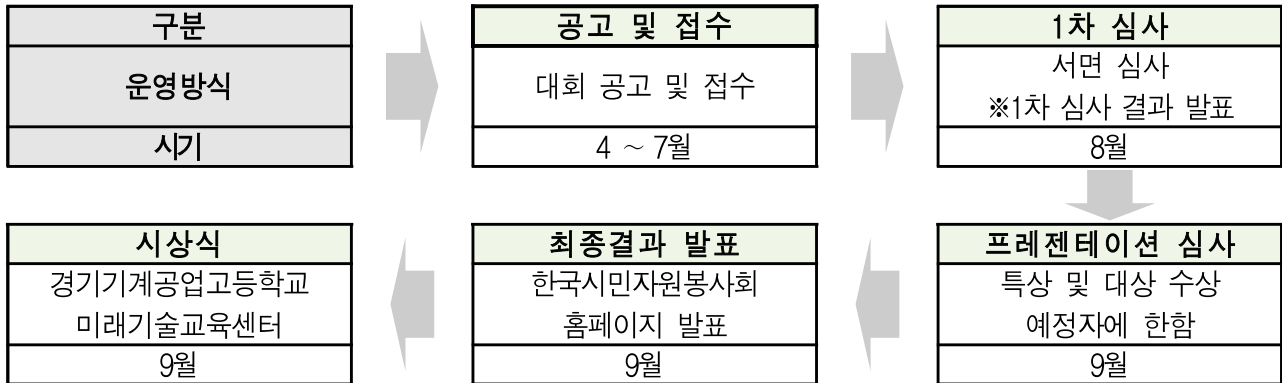 구분
운영방식
시기
공고 및 접수
대회 공고 및 접수
4 ~ 7월
1차 심사
서면 심사
※1차 심사 결과 발표
8월
프레젠테이션 심사
특상 및 대상 수상
예정자에 한함
9월
최종결과 발표
한국시민자원봉사회
홈페이지 발표
9월
시상식
경기기계공업고등학교
미래기술교육센터
9월